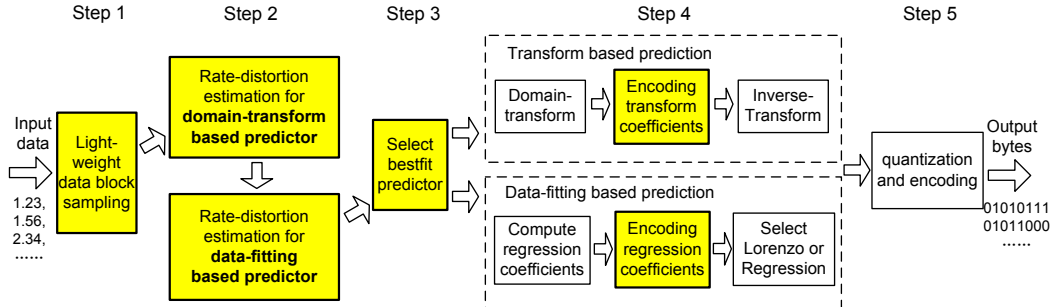 Step 1
Step 2
Step 3
Step 4
Step 5
Input
data
1.23,
1.56,
2.34,
......
Light-
weight
data block
sampling
Rate-distortion
estimation for
domain-transform
based predictor
Rate-distortion
estimation for
data-fitting
based predictor
Select
bestfit
predictor
Transform based prediction
Domain-
transform
Encoding
transform
coefficients
Inverse-
Transform
Data-fitting based prediction
Compute
regression
coefficients
Encoding
regression
coefficients
Select
Lorenzo or
Regression
quantization
and encoding
Output
bytes
01010111
01011000
......